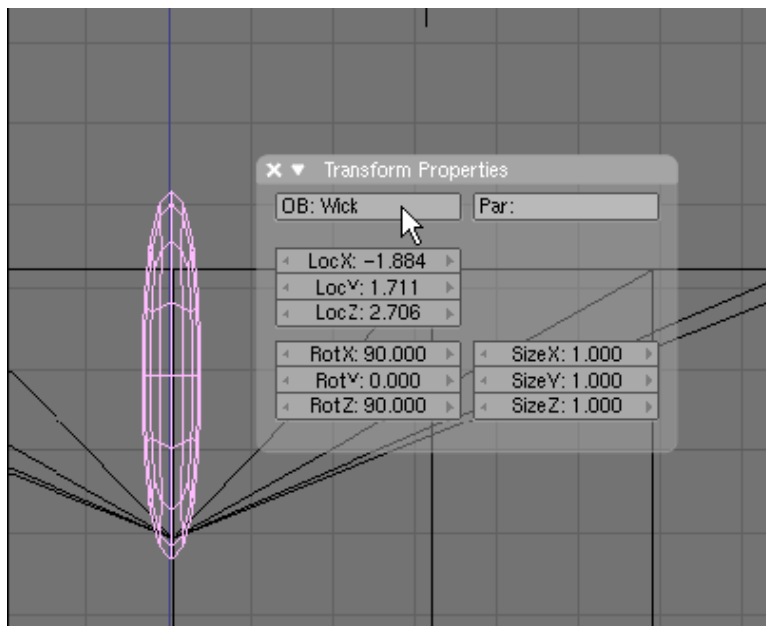 Transform Properties
OB: Wick
Par:
LocX: -1.884
LocY: 1.711
LocZ: 2.706
RotX: 90.000
SizeX: 1.000
RotY: 0.000
SizeY: 1.000
RotZ: 90.000
SizeZ: 1.000